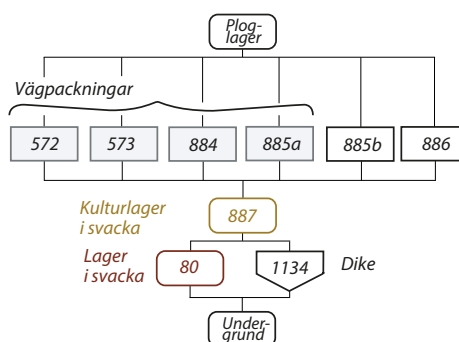 Plog-
lager
Vägpackningar
572 573 884 885a 885b 886
Kulturlager
i svacka
887
Lager
i svacka
80
1134
Dike
Under-
grund